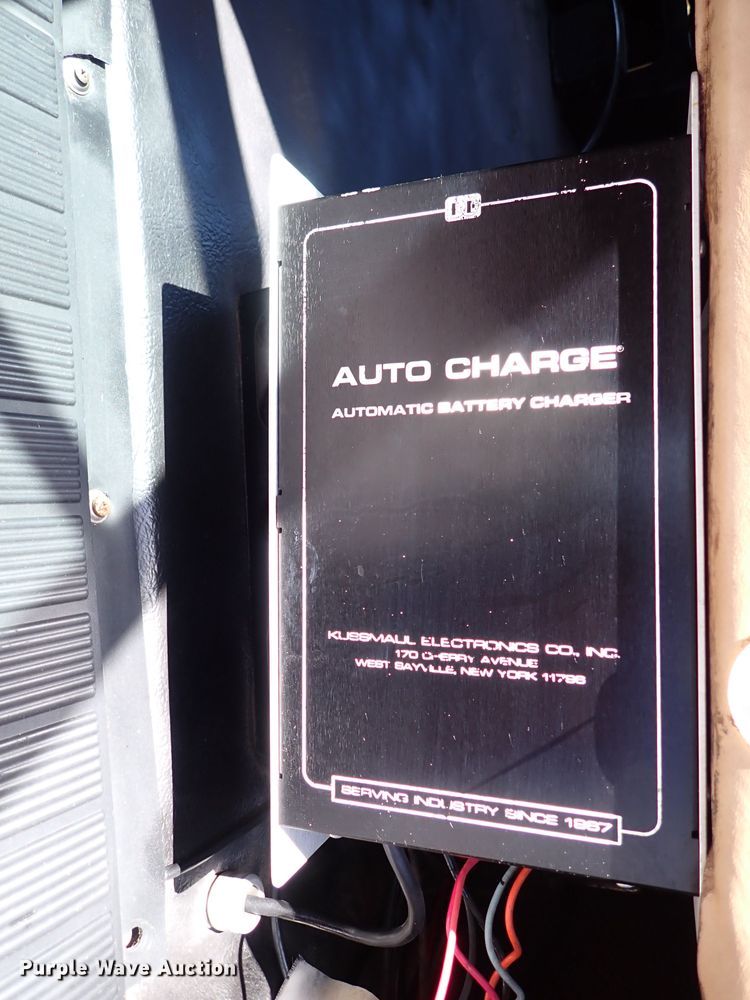 AUTO CHARGE®
AUTOMATIC BATTERY CHARGER
KUSSMAUL ELECTRONICS CO., INC.
170 CHERRY AVENUE
WEST SAYVILLE, NEW YORK 11796
SERVING INDUSTRY SINCE 1967
Purple Wave Auction